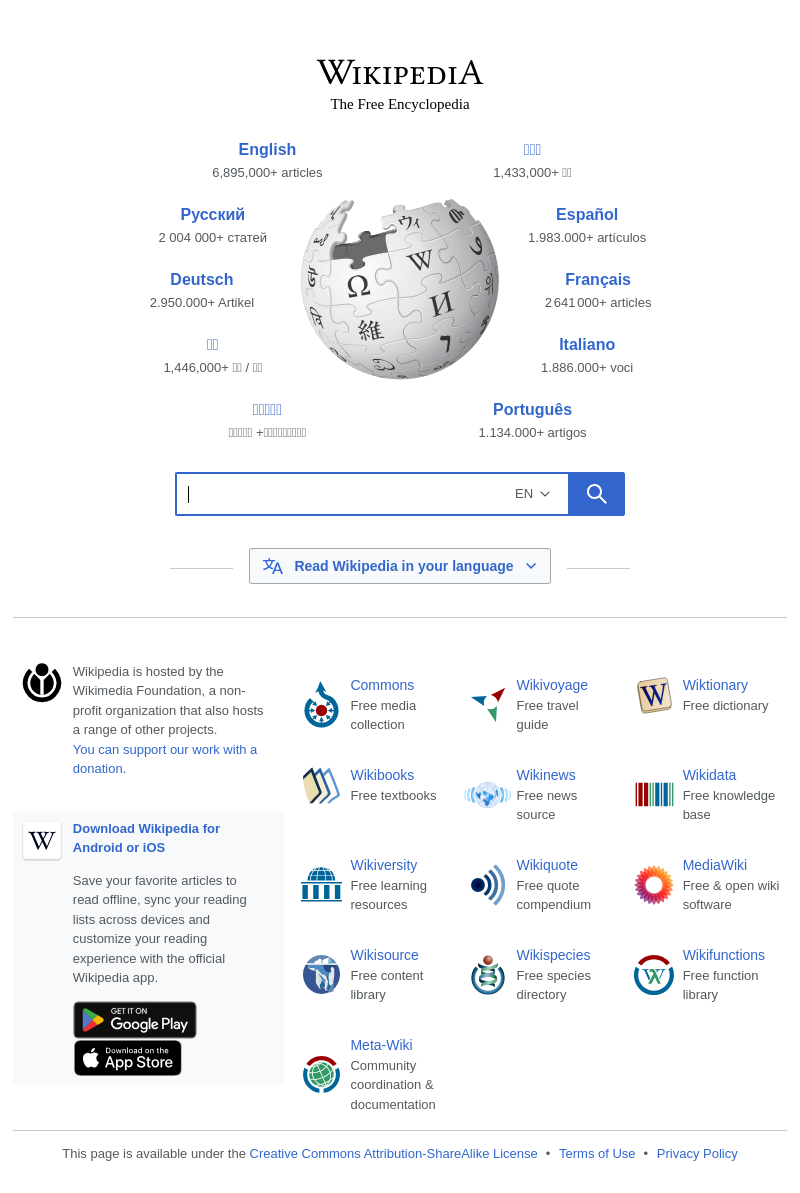 WIKIPEDIA
The Free Encyclopedia
English
6,895,000+ articles
1,433,000+
Русский
2 004 000+ статей
Español
1.983.000+ artículos
Deutsch
2.950.000+ Artikel
Français
2 641 000+ articles
1,446,000+ /
Italiano
1.886.000+ voci
+
Português
1.134.000+ artigos
Ω
W
И
維
EN
Read Wikipedia in your language
Wikipedia is hosted by the
Wikimedia Foundation, a non-
profit organization that also hosts
a range of other projects.
You can support our work with a
donation.
W
Download Wikipedia for
Android or iOS
Save your favorite articles to
read offline, sync your reading
lists across devices and
customize your reading
experience with the official
Wikipedia app.
GET IT ON
Google Play
Download on the
App Store
Commons
Free media
collection
Wikivoyage
Free travel
guide
W
Wiktionary
Free dictionary
Wikibooks
Free textbooks
Wikinews
Free news
source
Wikidata
Free knowledge
base
Wikiversity
Free learning
resources
Wikiquote
Free quote
compendium
MediaWiki
Free & open wiki
software
Wikisource
Free content
library
Wikispecies
Free species
directory
Wikifunctions
Free function
library
Meta-Wiki
Community
coordination &
documentation
This page is available under the Creative Commons Attribution-ShareAlike License • Terms of Use • Privacy Policy